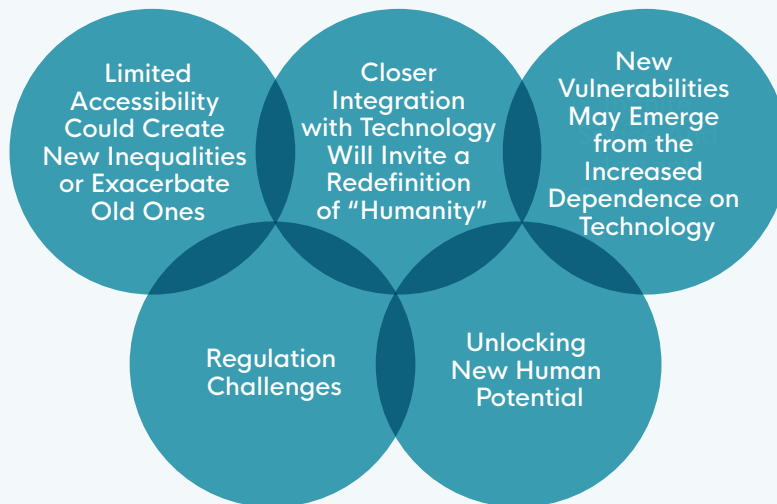 Limited
Accessibility
Could Create
New Inequalities
or Exacerbate
Old Ones
Closer
Integration
with Technology
Will Invite a
Redefinition
of “Humanity”
New
Vulnerabilities
May Emerge
from the
Increased
Dependence on
Technology
Regulation
Challenges
Unlocking
New Human
Potential